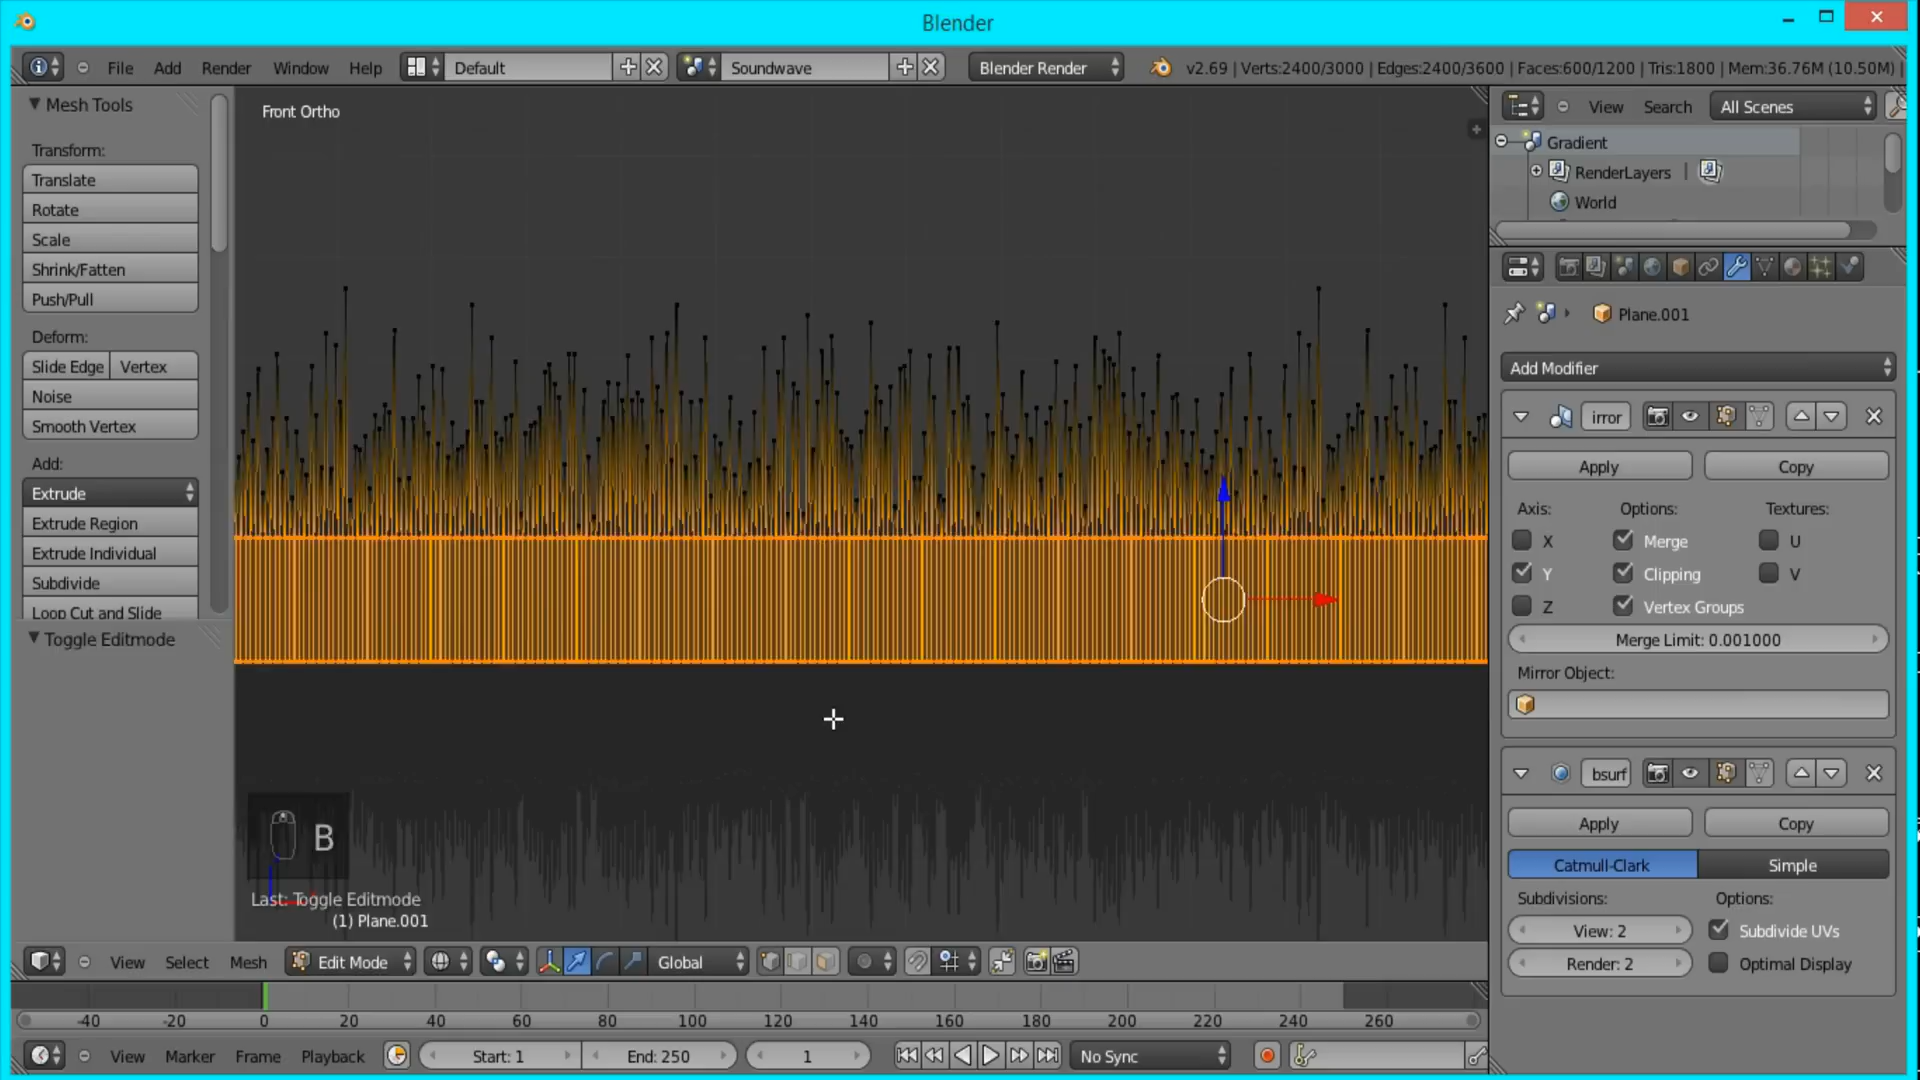 Blender
File Add Render Window Help Default Soundwave Blender Render v2.69 | Verts:2400/3000 | Edges:2400/3600 | Faces:600/1200 | Tris:1800 | Mem:36.76M (10.50M) |
Mesh Tools
Transform:
Translate
Rotate
Scale
Shrink/Fatten
Push/Pull
Deform:
Slide Edge Vertex
Noise
Smooth Vertex
Add:
Extrude
Extrude Region
Extrude Individual
Subdivide
Loop Cut and Slide
Toggle Editmode
Front Ortho
B
Last: Toggle Editmode
(1) Plane.001
View Search All Scenes
Gradient
RenderLayers |
World
Plane.001
Add Modifier
irror
Apply Copy
Axis: Options: Textures:
X Merge U
Y Clipping V
Z Vertex Groups
Merge Limit: 0.001000
Mirror Object:
bsurf
Apply Copy
Catmull-Clark Simple
Subdivisions: Options:
View: 2 Subdivide UVs
Render: 2 Optimal Display
View Select Mesh Edit Mode Global
-40 -20 0 20 40 60 80 100 120 140 160 180 200 220 240 260
View Marker Frame Playback Start: 1 End: 250 1 No Sync